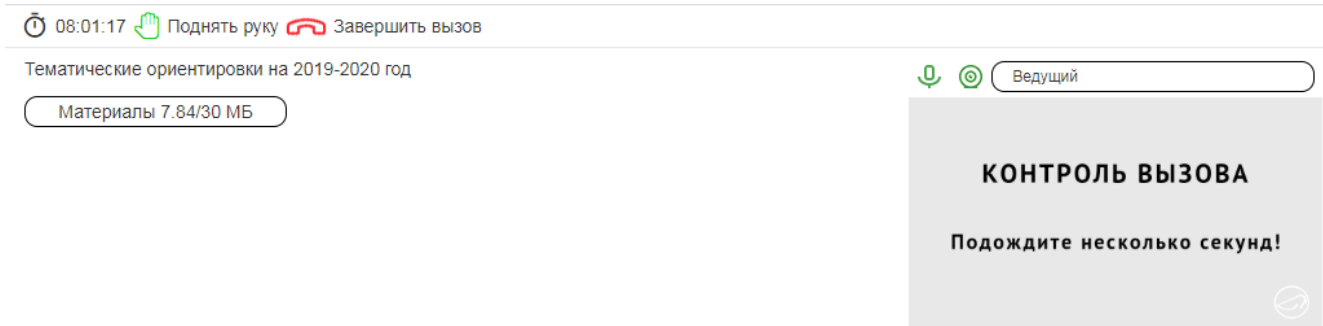 08:01:17 Поднять руку Завершить вызов
Тематические ориентировки на 2019-2020 год
Материалы 7.84/30 МБ
Ведущий
КОНТРОЛЬ ВЫЗОВА
Подождите несколько секунд!